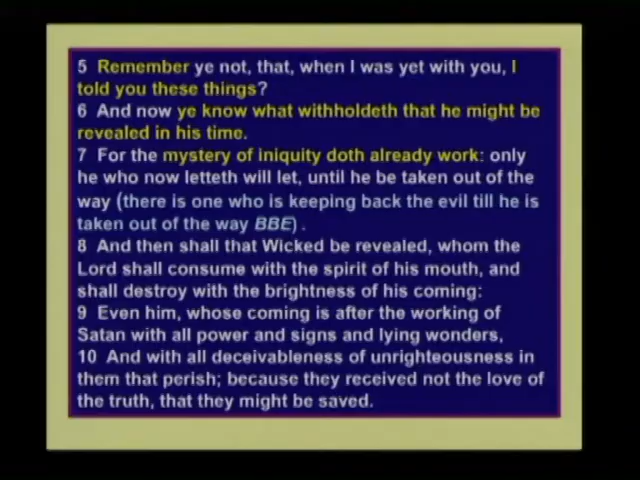 5 Remember ye not, that, when I was yet with you, I
told you these things?
6 And now ye know what withholdeth that he might be
revealed in his time.
7 For the mystery of iniquity doth already work: only
he who now letteth will let, until he be taken out of the
way (there is one who is keeping back the evil till he is
taken out of the way BBE) .
8 And then shall that Wicked be revealed, whom the
Lord shall consume with the spirit of his mouth, and
shall destroy with the brightness of his coming:
9 Even him, whose coming is after the working of
Satan with all power and signs and lying wonders,
10 And with all deceivableness of unrighteousness in
them that perish; because they received not the love of
the truth, that they might be saved.